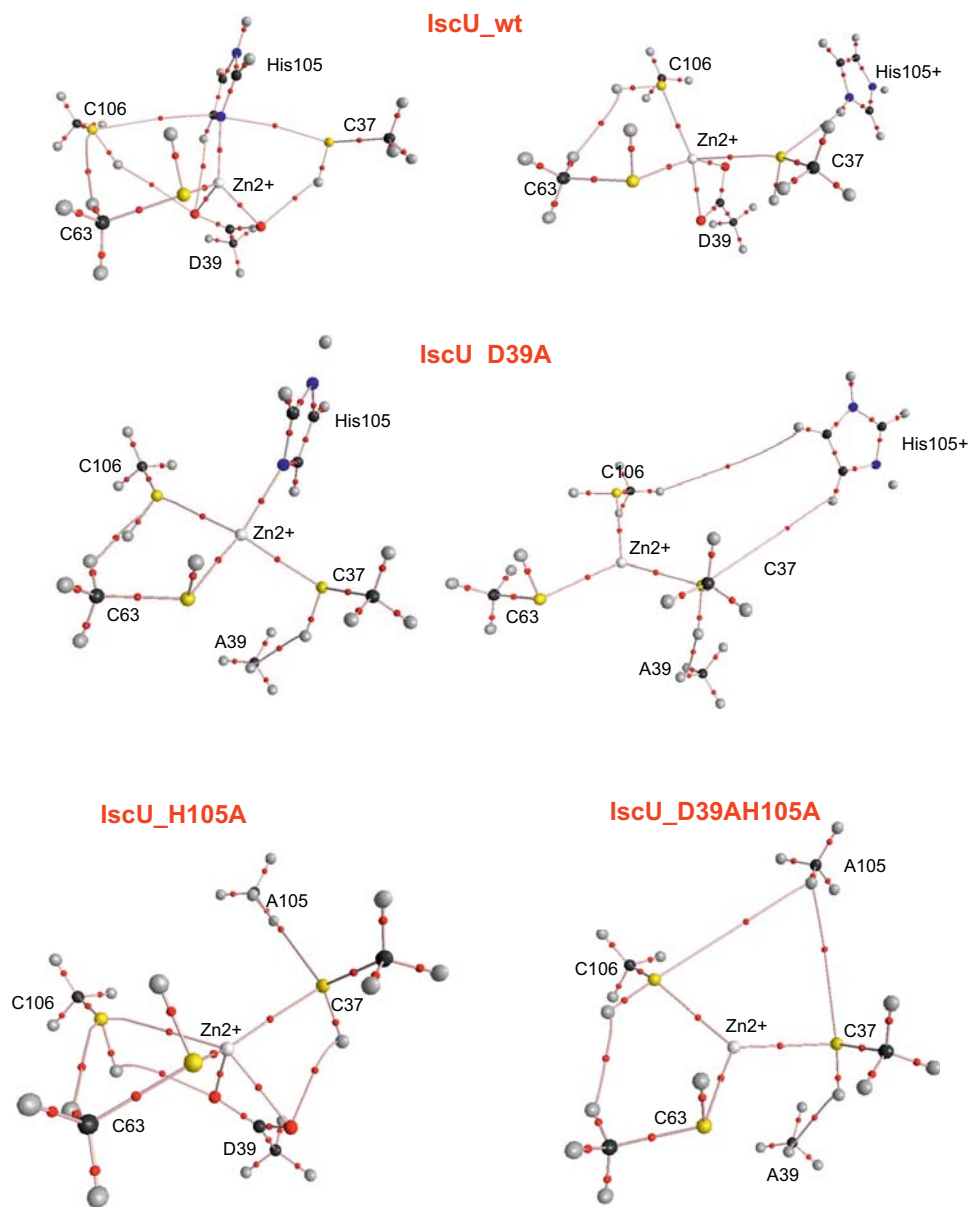 IscU_wt
His105
C106
C37
Zn2+
C63
D39
C106
His105+
Zn2+
C37
C63
D39
IscU D39A
His105
C106
Zn2+
C37
C63
A39
His105+
C106
Zn2+
C37
C63
A39
IscU_H105A
A105
C106
C37
Zn2+
C63
D39
IscU_D39AH105A
A105
C106
Zn2+
C37
C63
A39